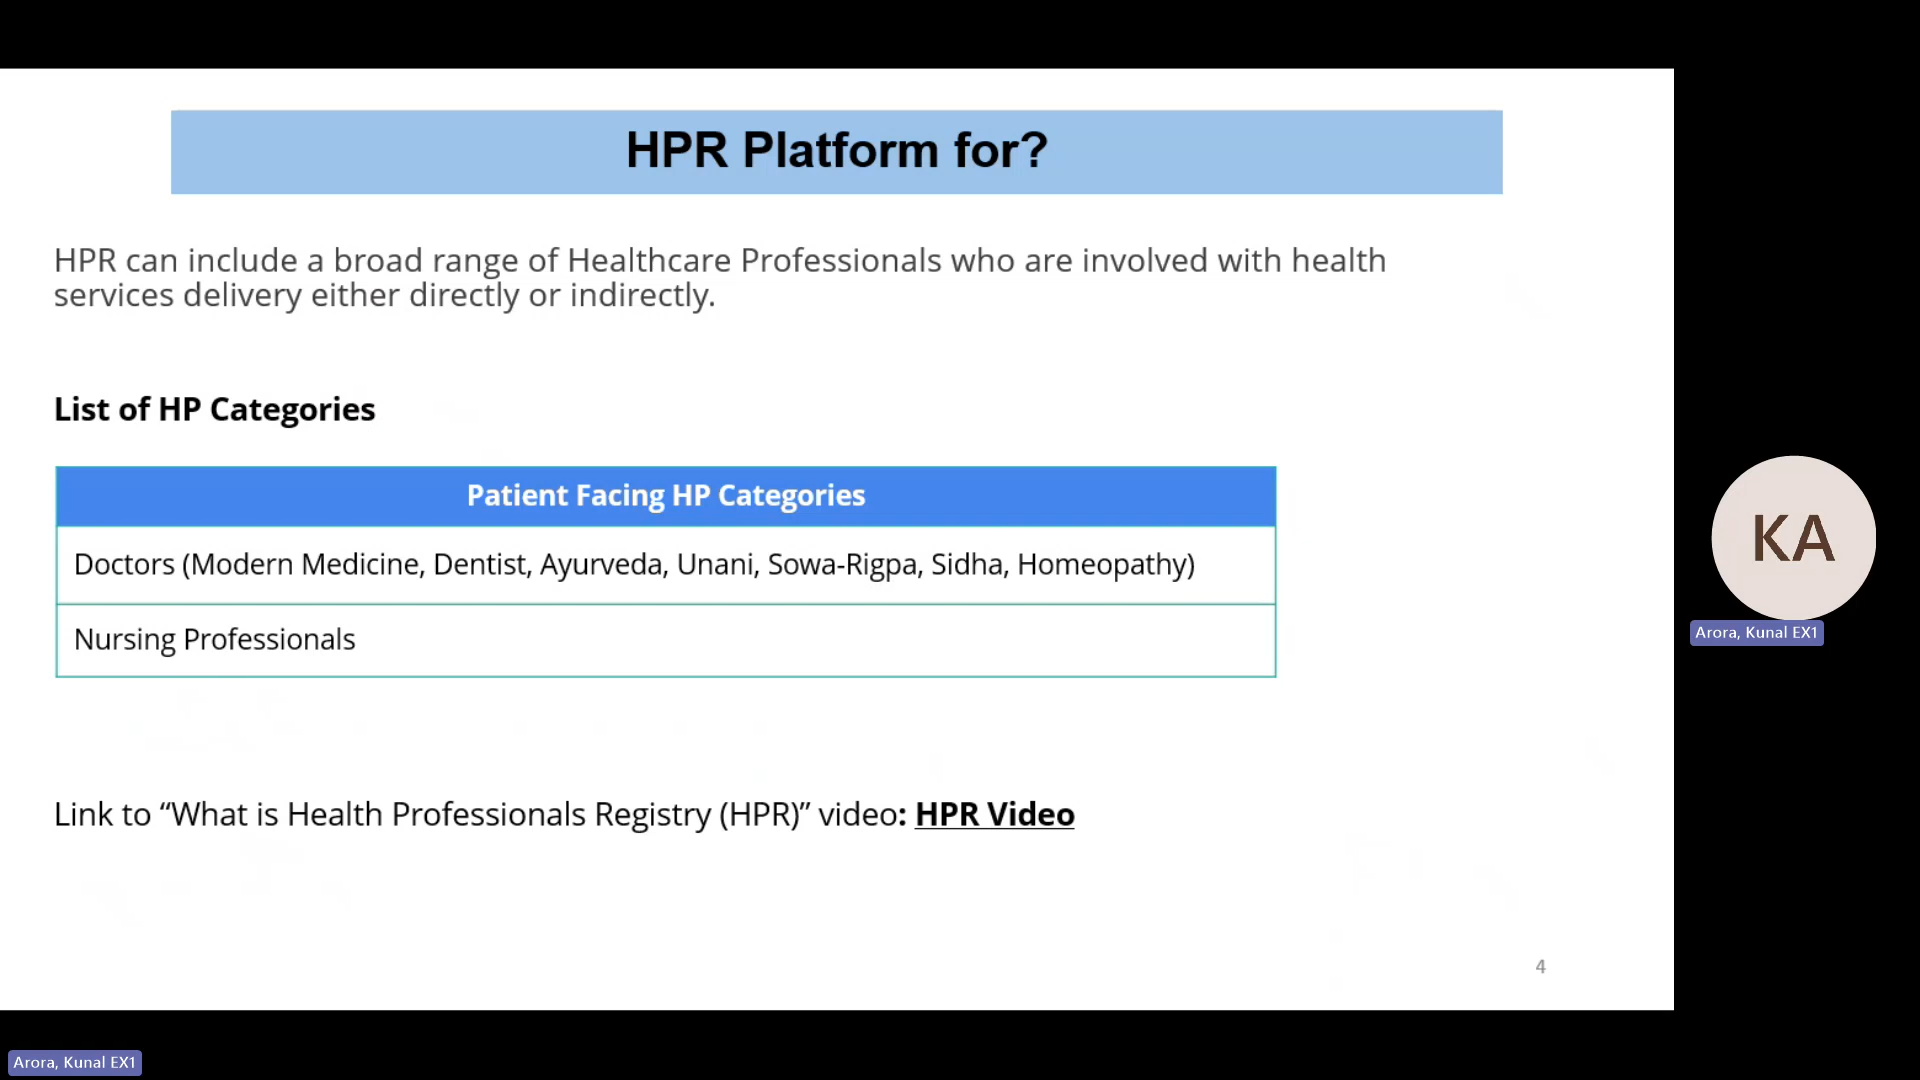 HPR Platform for?
HPR can include a broad range of Healthcare Professionals who are involved with health
services delivery either directly or indirectly.
List of HP Categories
Patient Facing HP Categories
Doctors (Modern Medicine, Dentist, Ayurveda, Unani, Sowa-Rigpa, Sidha, Homeopathy)
Nursing Professionals
Link to “What is Health Professionals Registry (HPR)” video: HPR Video
4
KA
Arora, Kunal EX1
Arora, Kunal EX1